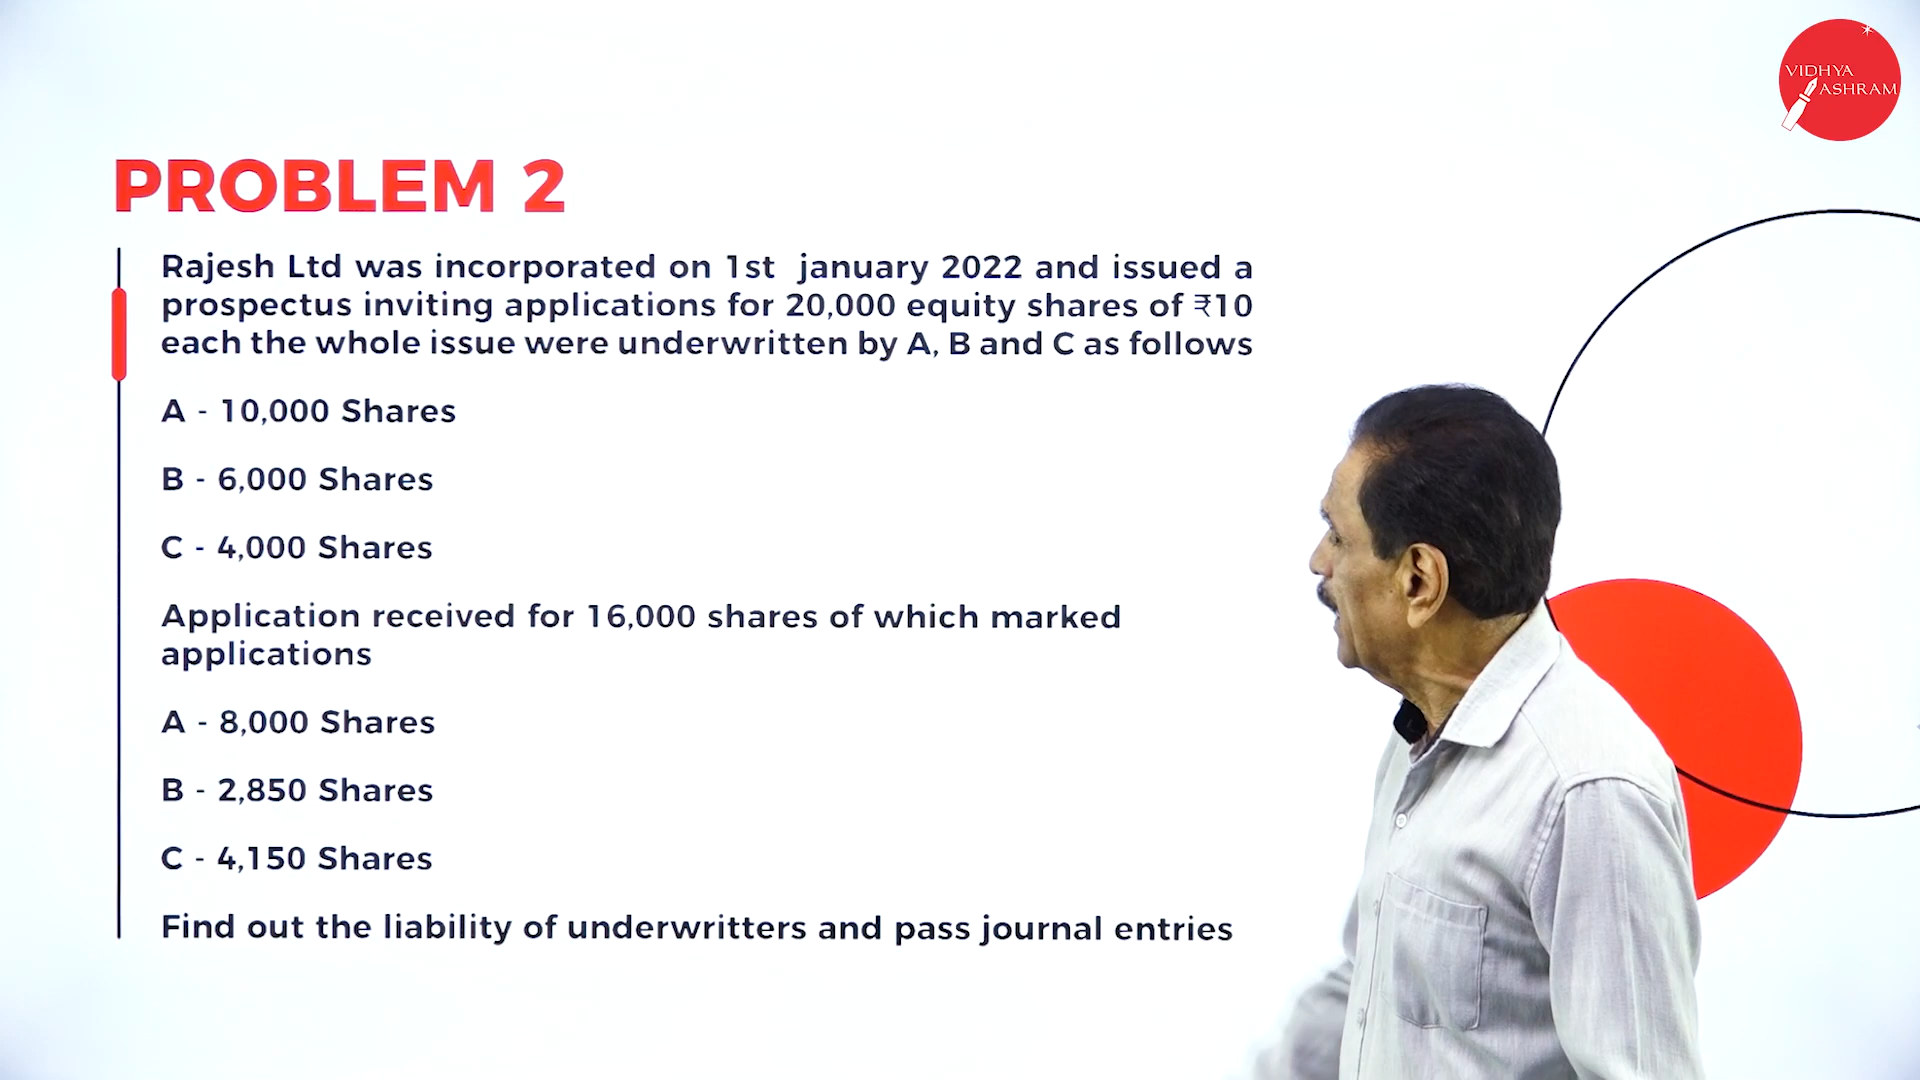 VIDHYA
ASHRAM
PROBLEM 2
Rajesh Ltd was incorporated on 1st january 2022 and issued a
prospectus inviting applications for 20,000 equity shares of ₹10
each the whole issue were underwritten by A, B and C as follows
A - 10,000 Shares
B - 6,000 Shares
C - 4,000 Shares
Application received for 16,000 shares of which marked
applications
A - 8,000 Shares
B - 2,850 Shares
C - 4,150 Shares
Find out the liability of underwritters and pass journal entries